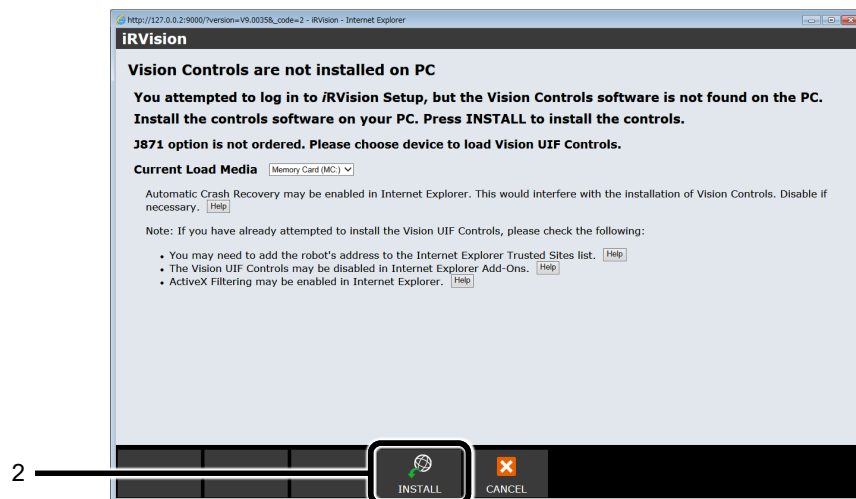 http://127.0.0.2:9000/?version=V9.0035&_code=2 - iRVision - Internet Explorer
iRVision
Vision Controls are not installed on PC
You attempted to log in to iRVision Setup, but the Vision Controls software is not found on the PC.
Install the controls software on your PC. Press INSTALL to install the controls.
J871 option is not ordered. Please choose device to load Vision UIF Controls.
Current Load Media Memory Card (MC:)
Automatic Crash Recovery may be enabled in Internet Explorer. This would interfere with the installation of Vision Controls. Disable if
necessary. Help
Note: If you have already attempted to install the Vision UIF Controls, please check the following:
• You may need to add the robot's address to the Internet Explorer Trusted Sites list. Help
• The Vision UIF Controls may be disabled in Internet Explorer Add-Ons. Help
• ActiveX Filtering may be enabled in Internet Explorer. Help
2
INSTALL CANCEL